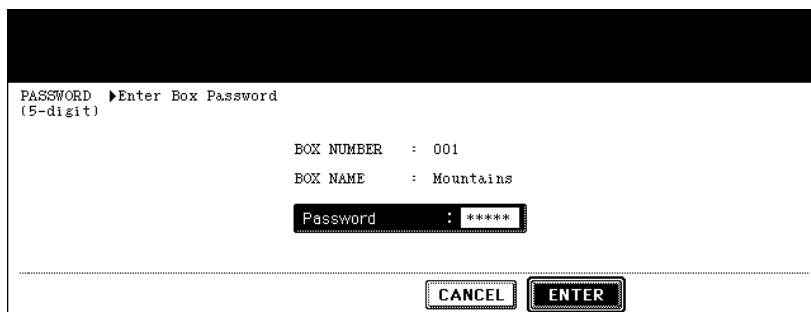 PASSWORD ▶Enter Box Password
(5-digit)
BOX NUMBER : 001
BOX NAME : Mountains
Password : *****
CANCEL ENTER